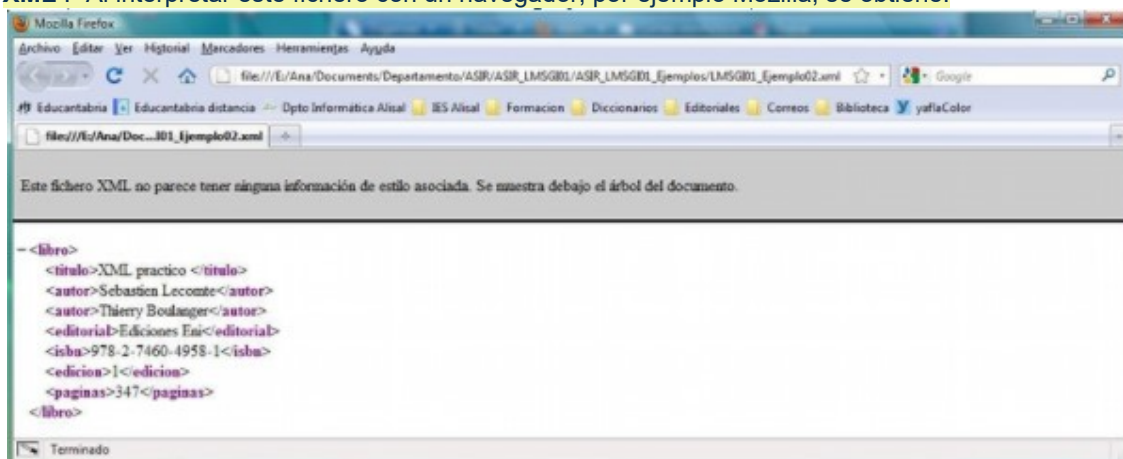 Al interpretar este fichero con un navegador, por ejemplo Mozilla, se obtiene:
Mozilla Firefox
Archivo Editar Ver Historial Marcadores Herramientas Ayuda
file:///E:/Ana/Documents/Departamento/ASIR/ASIR_LMSGI01/ASIR_LMSGI01_Ejemplos/LMSGI01_Ejemplo02.xml Google
Educantabria Educantabria distancia Dpto Informática Alisal IES Alisal Formacion Diccionarios Editoriales Correos Biblioteca yaflaColor
file:///E:/Ana/Doc...I01_Ejemplo02.xml
Este fichero XML no parece tener ninguna información de estilo asociada. Se muestra debajo el árbol del documento.
−<libro>
<titulo>XML practico </titulo>
<autor>Sebastien Lecomte</autor>
<autor>Thierry Boulanger</autor>
<editorial>Ediciones Eni</editorial>
<isbn>978-2-7460-4958-1</isbn>
<edicion>1</edicion>
<paginas>347</paginas>
</libro>
Terminado